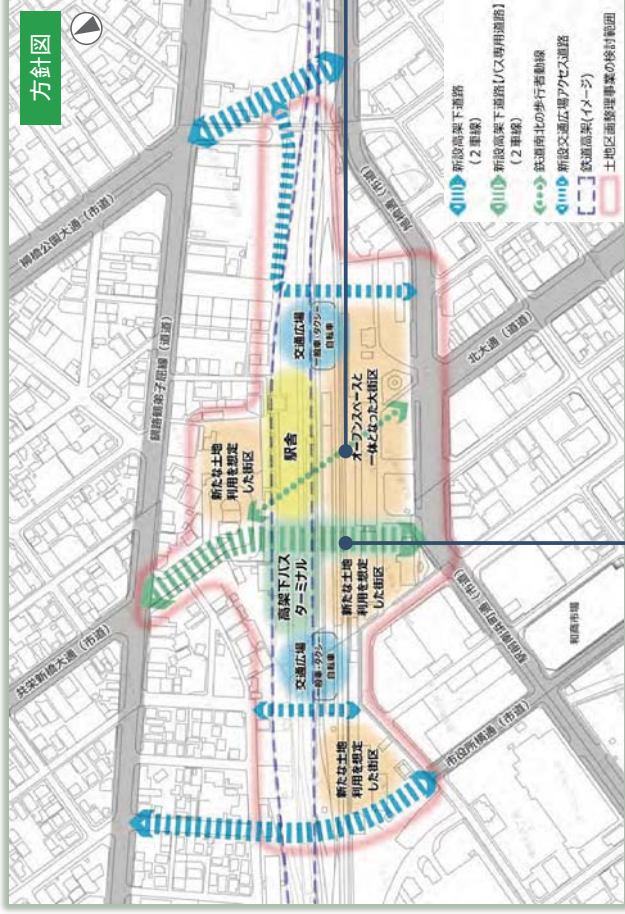 方針図
柳橋公園大通(市道)
釧路鶴居弟子屈線(道道)
共栄新橋大通(市道)
旭橋通(市道)
新たな土地
利用を想定
した街区
駅舎
交通広場
一般車・タクシー
自転車
オープンスペースと
一体となった大街区
北大通(道道)
高架下バス
ターミナル
新たな土地
利用を想定
した街区
交通広場
一般車・タクシー
自転車
新たな土地
利用を想定
した街区
和商市場
市役所横通(市道)
新設高架下道路
(2車線)
新設高架下道路【バス専用道路】
(2車線)
鉄道南北の歩行者動線
新設交通広場アクセス道路
鉄道高架(イメージ)
土地区画整理事業の検討範囲